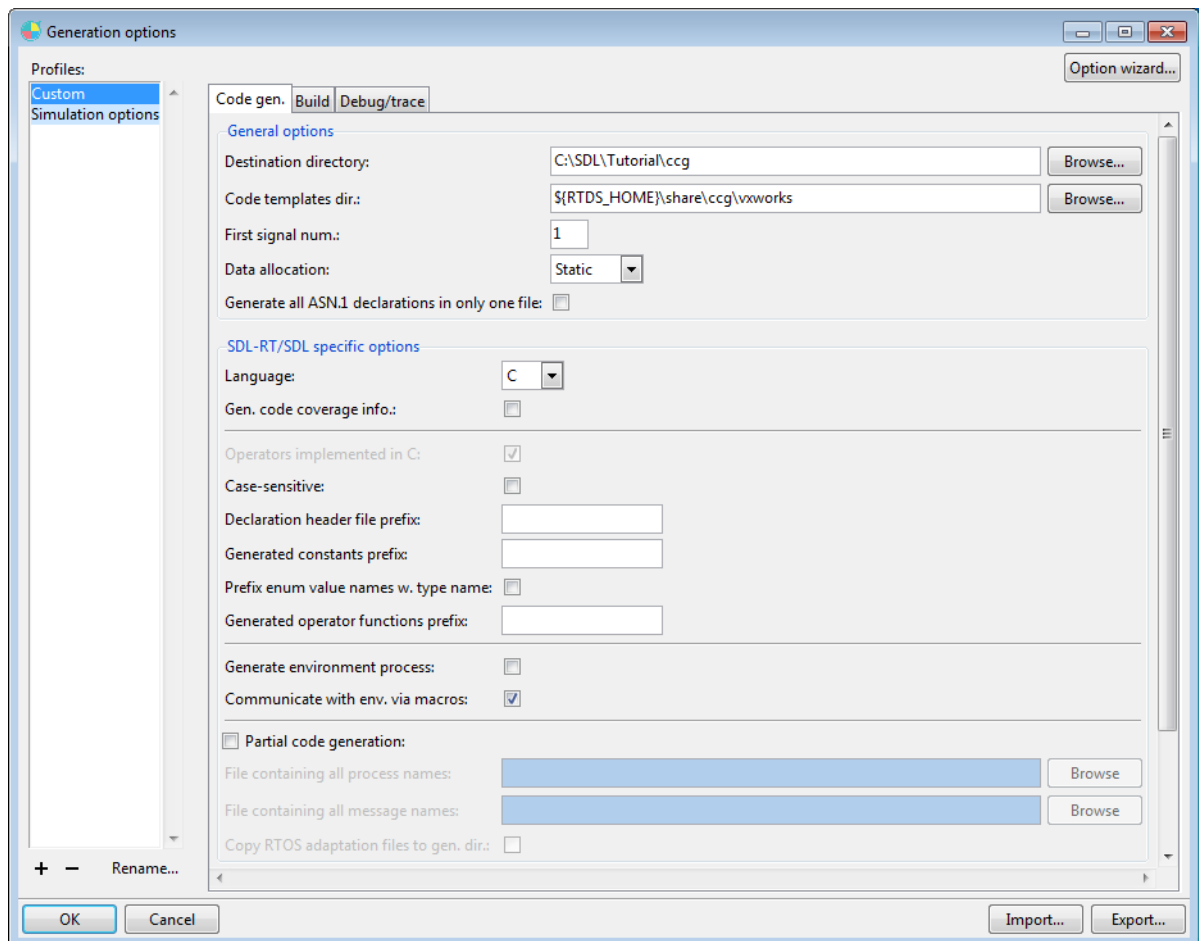 Generation options
Profiles:
Option wizard...
Custom
Simulation options
Code gen. Build Debug/trace
General options
Destination directory: C:\SDL\Tutorial\ccg Browse...
Code templates dir.: ${RTDS_HOME}\share\ccg\vxworks Browse...
First signal num.: 1
Data allocation: Static
Generate all ASN.1 declarations in only one file:
SDL-RT/SDL specific options
Language: C
Gen. code coverage info.:
Operators implemented in C:
Case-sensitive:
Declaration header file prefix:
Generated constants prefix:
Prefix enum value names w. type name:
Generated operator functions prefix:
Generate environment process:
Communicate with env. via macros:
Partial code generation:
File containing all process names: Browse
File containing all message names: Browse
Copy RTOS adaptation files to gen. dir.:
+ − Rename...
OK Cancel Import... Export...